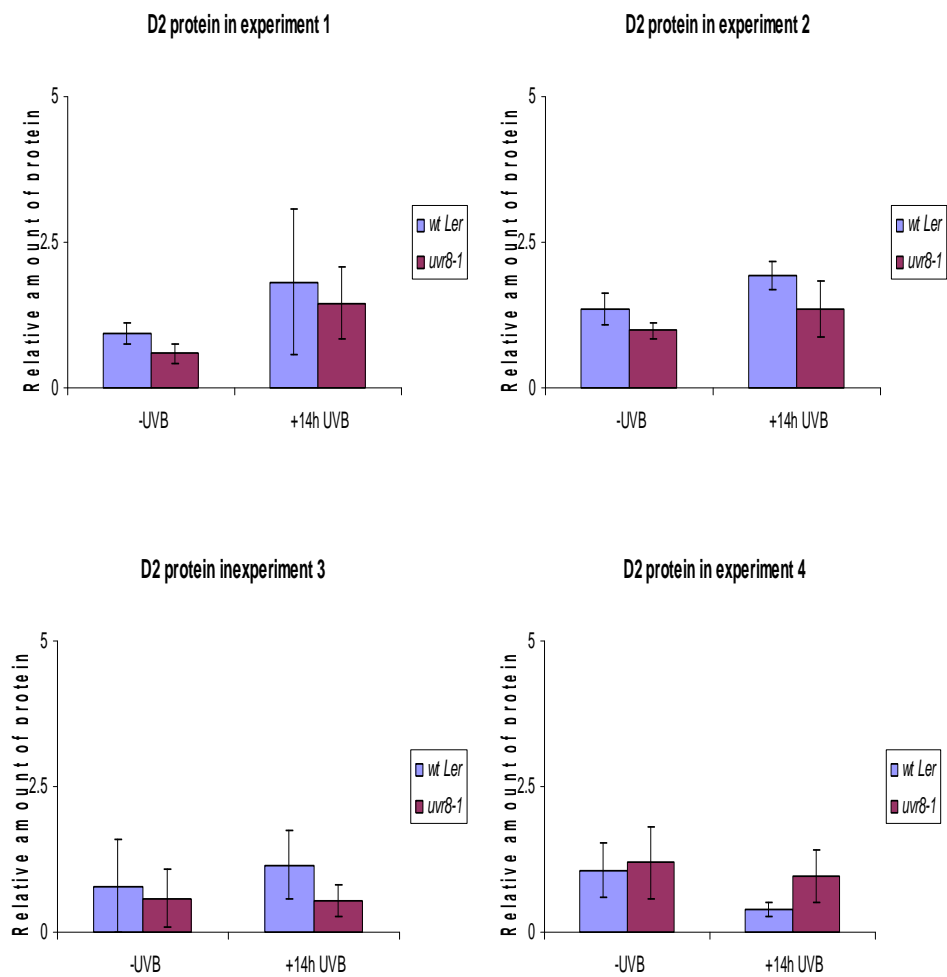 D2 protein in experiment 1
Relative amount of protein
5
2.5
0
-UVB
+14h UVB
wt Ler
uvr8-1
D2 protein in experiment 2
Relative amount of protein
5
2.5
0
-UVB
+14h UVB
wt Ler
uvr8-1
D2 protein inexperiment 3
Relative amount of protein
5
2.5
0
-UVB
+14h UVB
wt Ler
uvr8-1
D2 protein in experiment 4
Relative amount of protein
5
2.5
0
-UVB
+14h UVB
wt Ler
uvr8-1